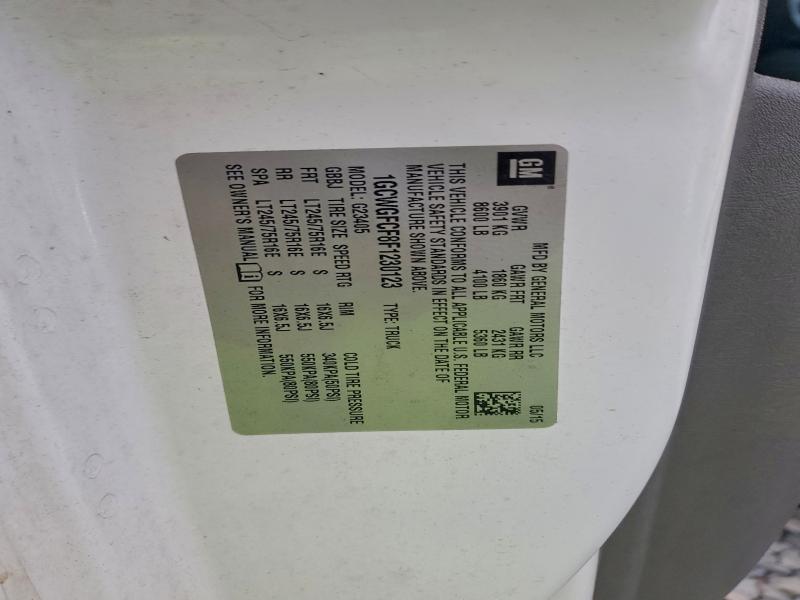 GM
MFD BY GENERAL MOTORS LLC 05/15
GVWR GAWR FRT GAWR RR
3901 KG 1860 KG 2431 KG
8600 LB 4100 LB 5360 LB
THIS VEHICLE CONFORMS TO ALL APPLICABLE U.S. FEDERAL MOTOR
VEHICLE SAFETY STANDARDS IN EFFECT ON THE DATE OF
MANUFACTURE SHOWN ABOVE.
1GCWGFCF8F1230123 TYPE: TRUCK
MODEL: G23405
GBBJ TIRE SIZE SPEED RTG RIM COLD TIRE PRESSURE
FRT LT245/75R16E S 16X6.5J 340KPA(50PSI)
RR LT245/75R16E S 16X6.5J 550KPA(80PSI)
SPA LT245/75R16E S 16X6.5J 550KPA(80PSI)
SEE OWNER'S MANUAL FOR MORE INFORMATION.